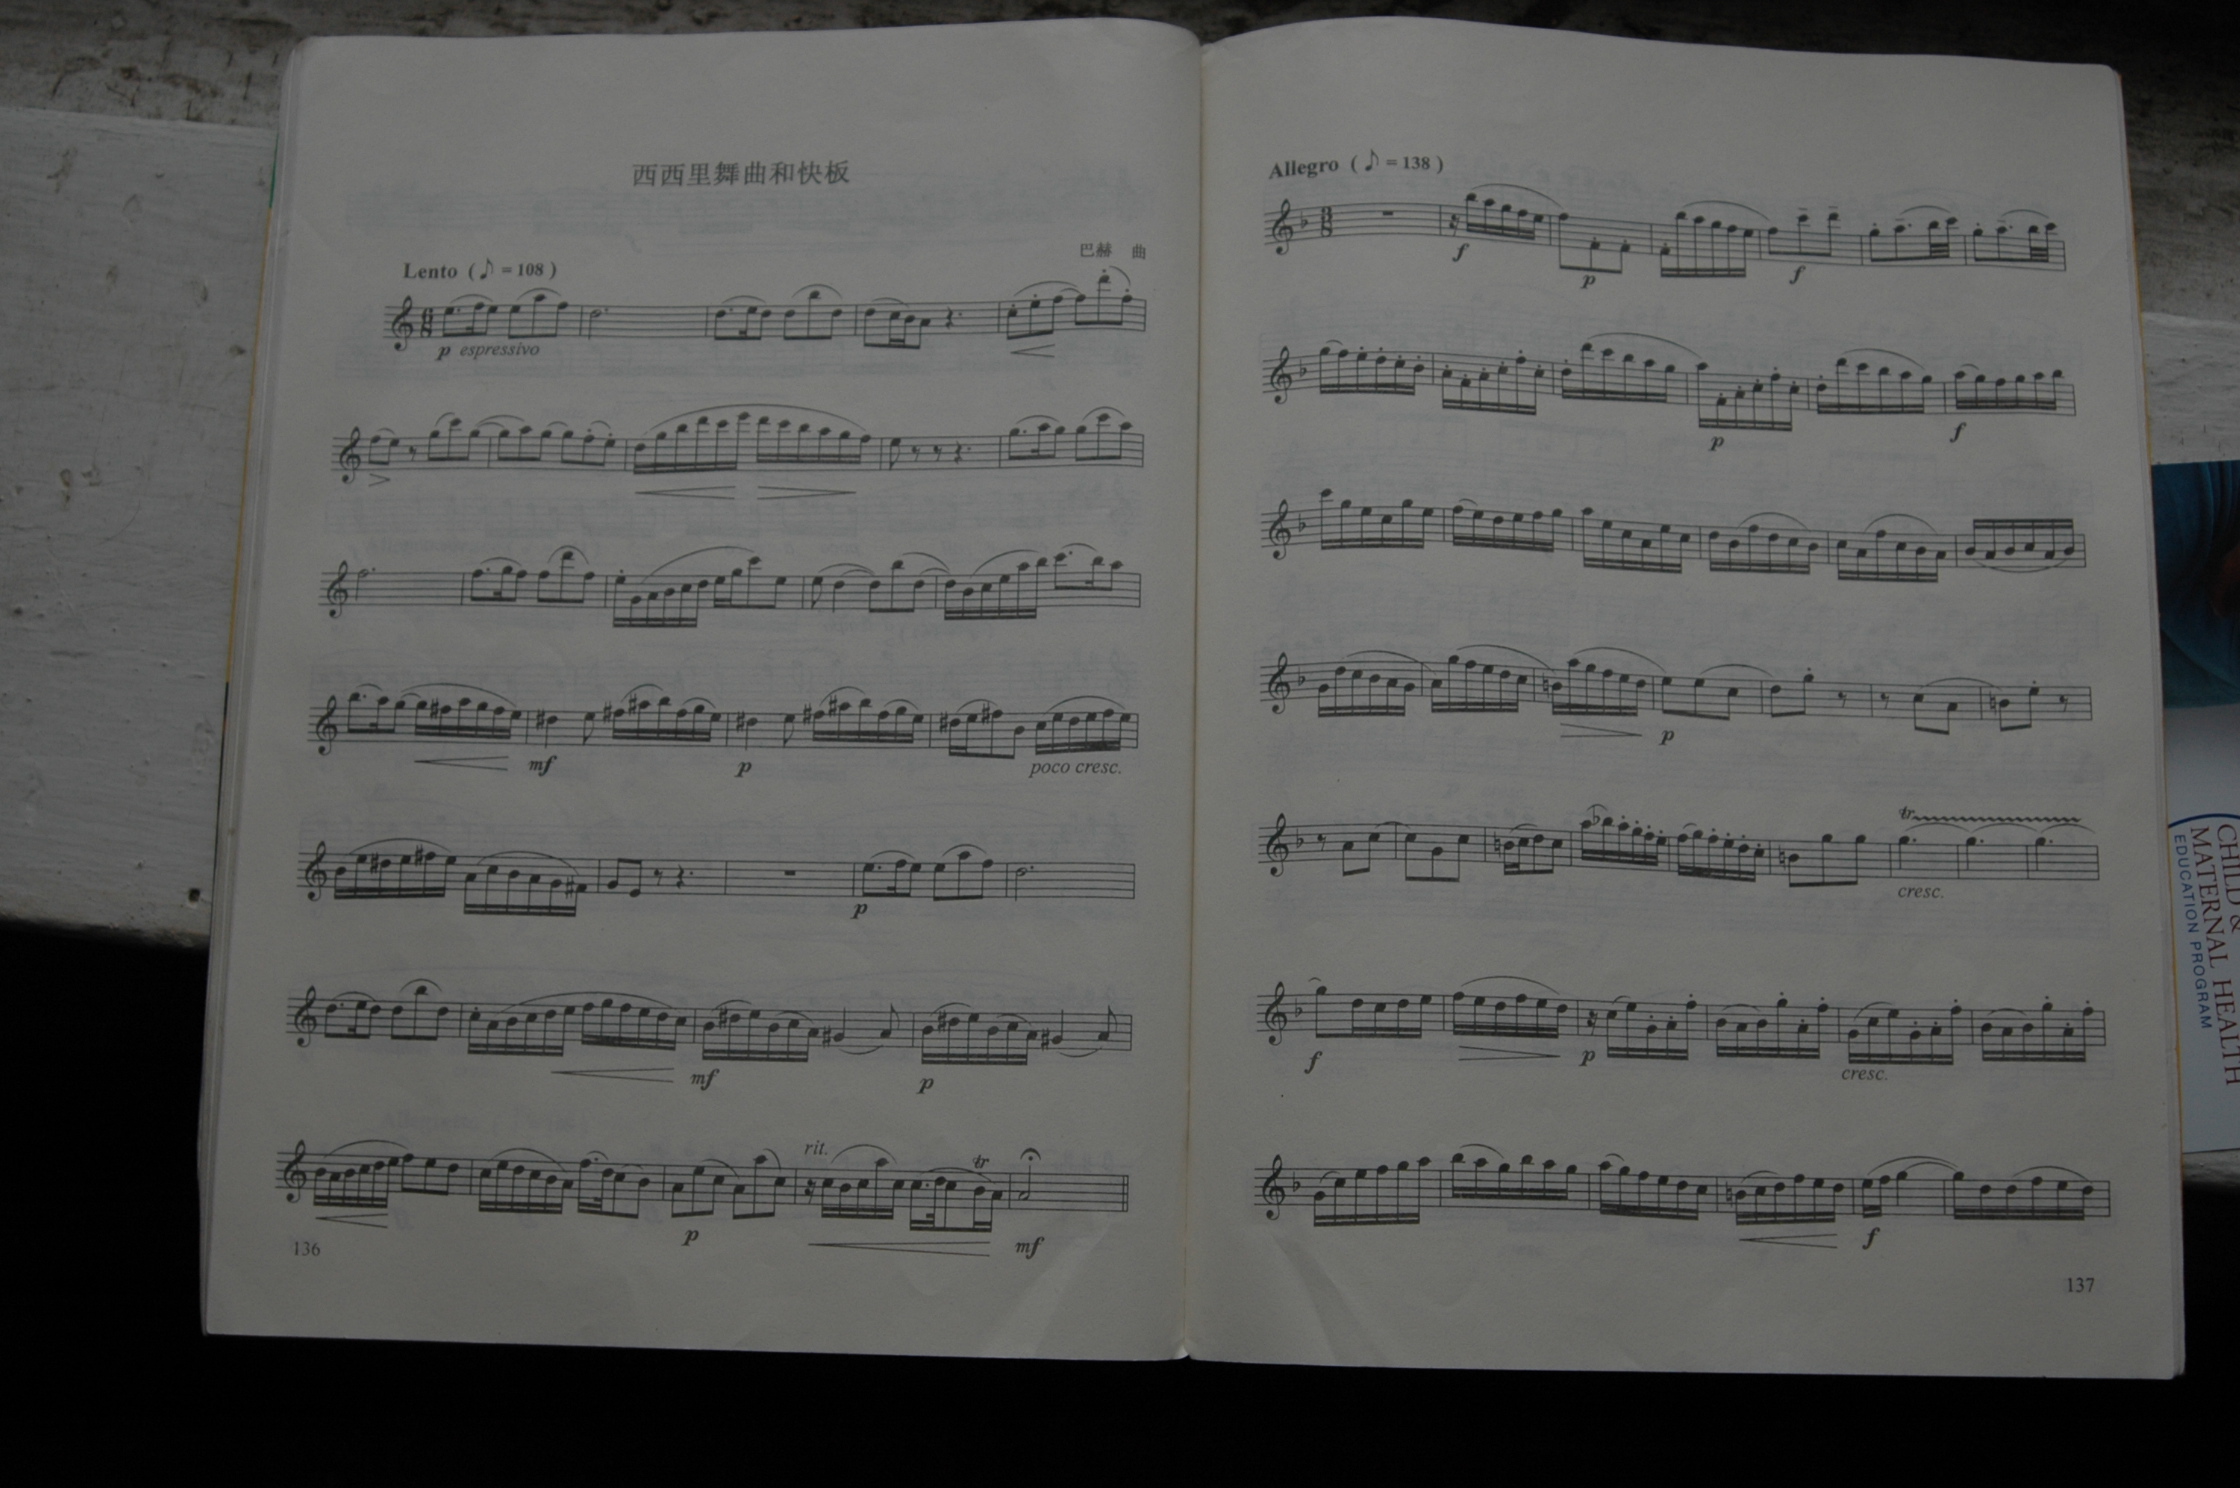 西西里舞曲和快板
巴赫 曲
Lento (♪ = 108)
p espressivo
mf p poco cresc.
p
mf p
rit. tr
p mf
136
Allegro (♪ = 138)
f p f
p f
p
tr
cresc.
f p cresc.
f
137
CHILD &
MATERNAL HEALTH
EDUCATION PROGRAM